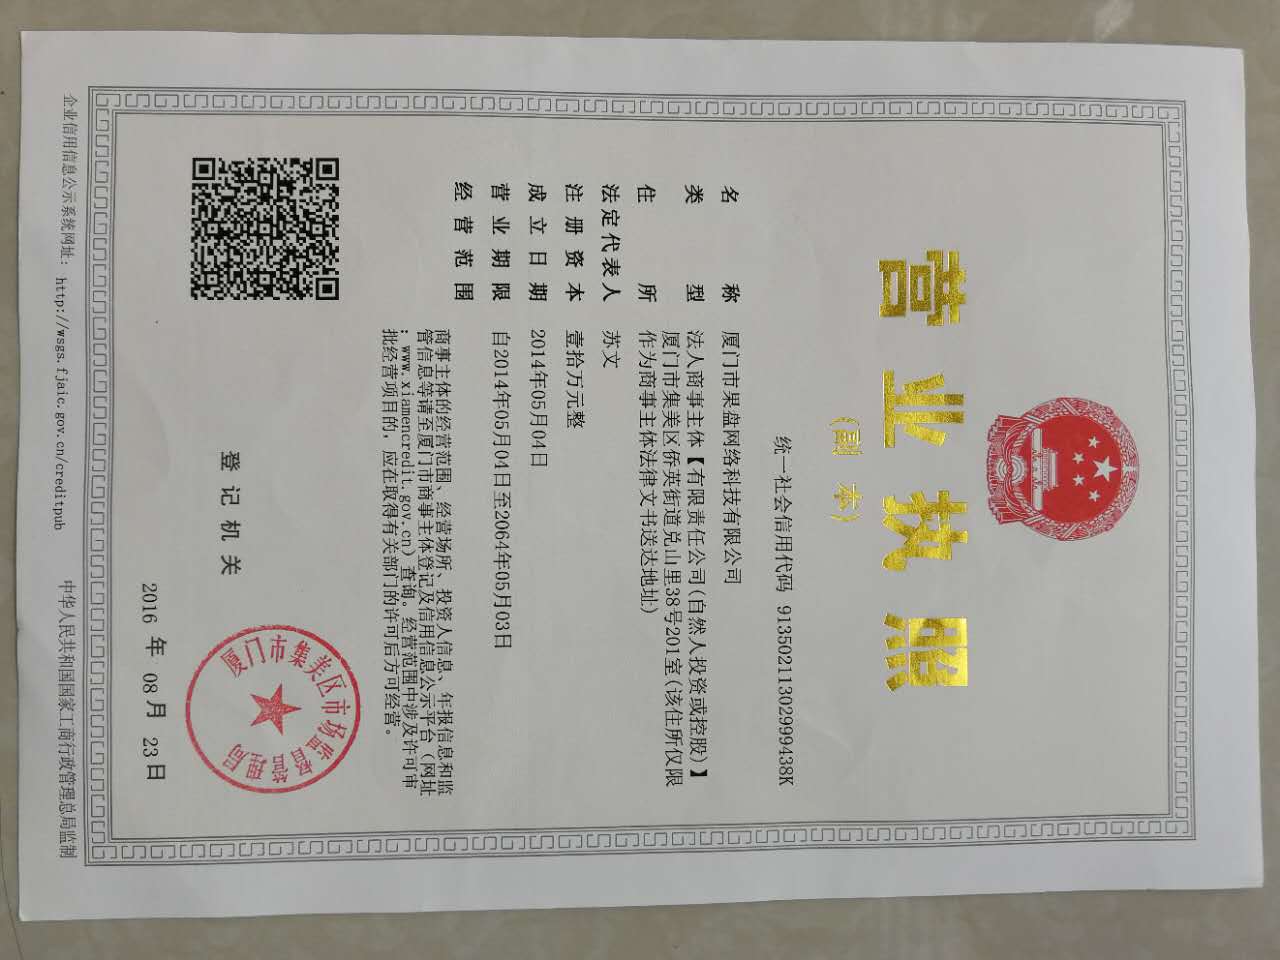 营业执照
(副 本)
统一社会信用代码 91350211302999438K
名 称 厦门市果盘网络科技有限公司
类 型 法人商事主体【有限责任公司(自然人投资或控股)】
住 所 厦门市集美区侨英街道兑山里38号201室(该住所仅限
作为商事主体法律文书送达地址)
法定代表人 苏文
注册资本 壹拾万元整
成立日期 2014年05月04日
营业期限 自2014年05月04日至2064年05月03日
经营范围 商事主体的经营范围、经营场所、投资人信息、年报信息和监
管信息等请至厦门市商事主体登记及信用信息公示平台（网址
：www.xiamencredit.gov.cn）查询。经营范围中涉及许可审
批经营项目的，应在取得有关部门的许可后方可经营。
登记机关
厦门市集美区市场监督管理局
2016 年 08 月 23 日
企业信用信息公示系统网址： http://wsgs.fjaic.gov.cn/creditpub 中华人民共和国国家工商行政管理总局监制